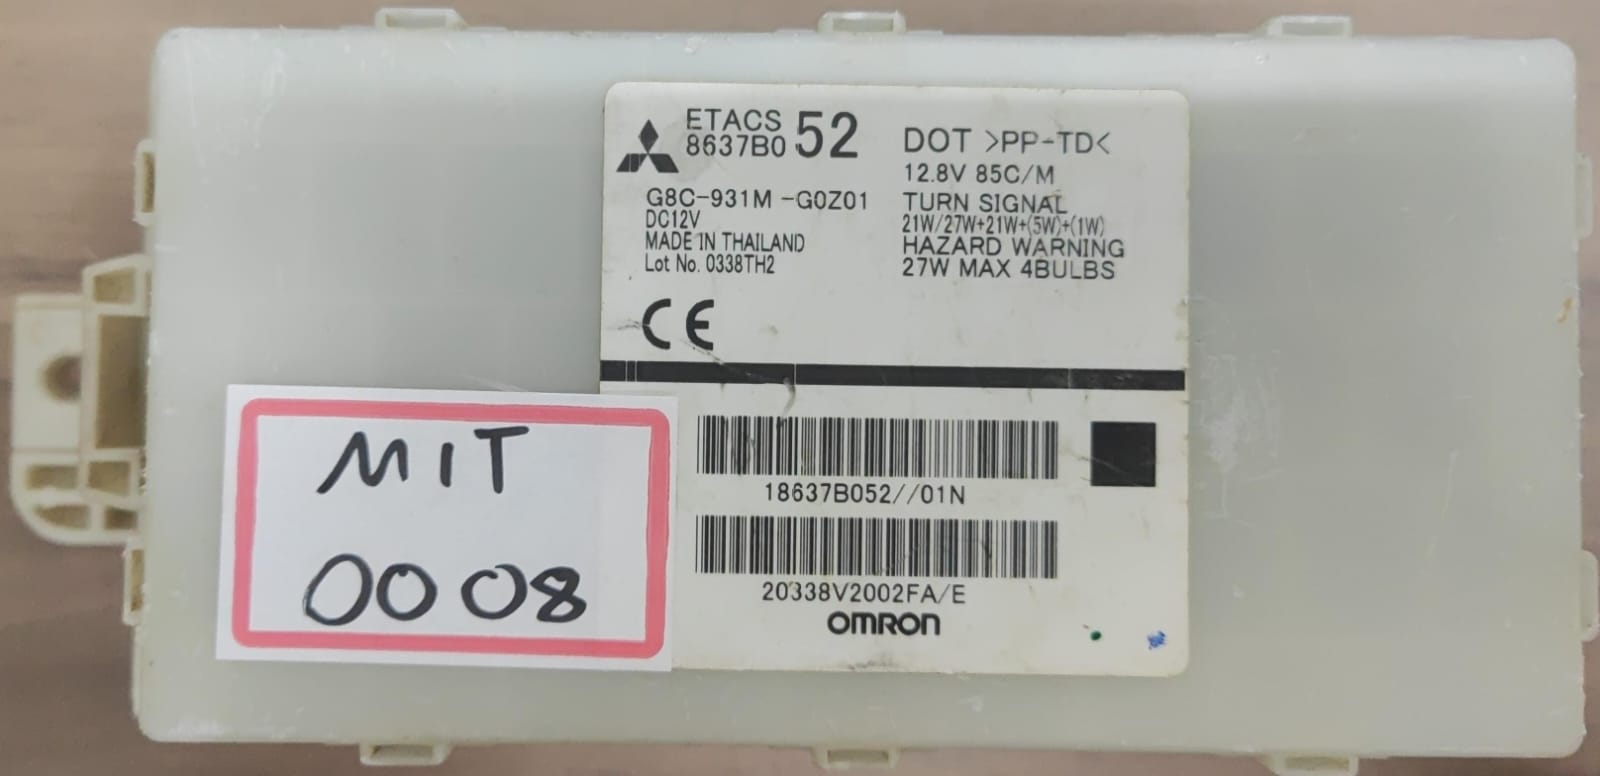 ETACS
8637B0 52
G8C-931M -G0Z01
DC12V
MADE IN THAILAND
Lot No. 0338TH2
DOT >PP-TD<
12.8V 85C/M
TURN SIGNAL
21W/27W+21W+(5W)+(1W)
HAZARD WARNING
27W MAX 4BULBS
CE
MIT
0008
18637B052//01N
20338V2002FA/E
OMRON